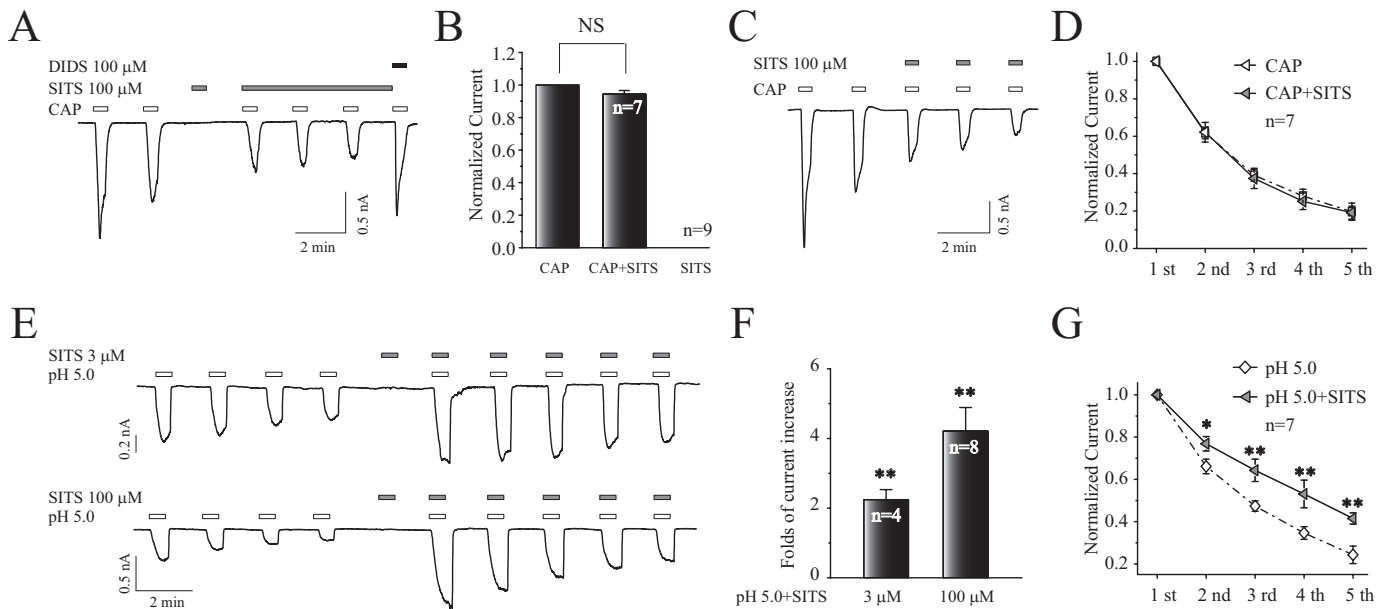 A
DIDS 100 µM
SITS 100 µM
CAP
2 min
0.5 nA
B
NS
Normalized Current
1.2
1.0
0.8
0.6
0.4
0.2
0.0
n=7
n=9
CAP
CAP+SITS
SITS
C
SITS 100 µM
CAP
2 min
0.5 nA
D
Normalized Current
1.0
0.8
0.6
0.4
0.2
0.0
CAP
CAP+SITS
n=7
1 st
2 nd
3 rd
4 th
5 th
E
SITS 3 µM
pH 5.0
0.2 nA
SITS 100 µM
pH 5.0
0.5 nA
2 min
F
Folds of current increase
6
4
2
0
**
n=4
**
n=8
pH 5.0+SITS
3 µM
100 µM
G
Normalized Current
1.0
0.8
0.6
0.4
0.2
pH 5.0
pH 5.0+SITS
n=7
*
**
**
**
1 st
2 nd
3 rd
4 th
5 th